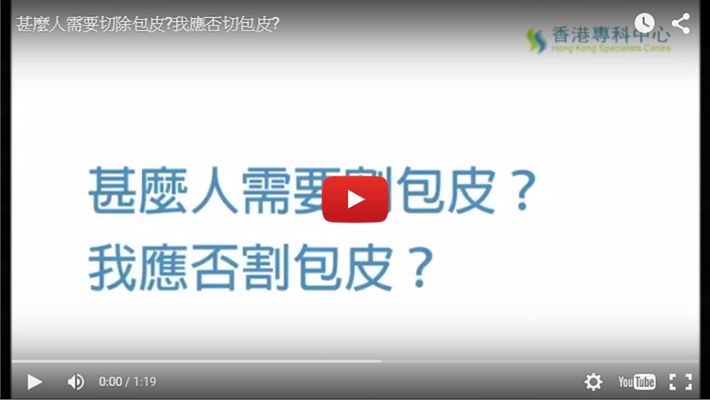 甚麼人需要切除包皮?我應否切包皮?
香港專科中心
Hong Kong Specialists Centre
甚麼人需要割包皮？
我應否割包皮？
0:00 / 1:19
YouTube